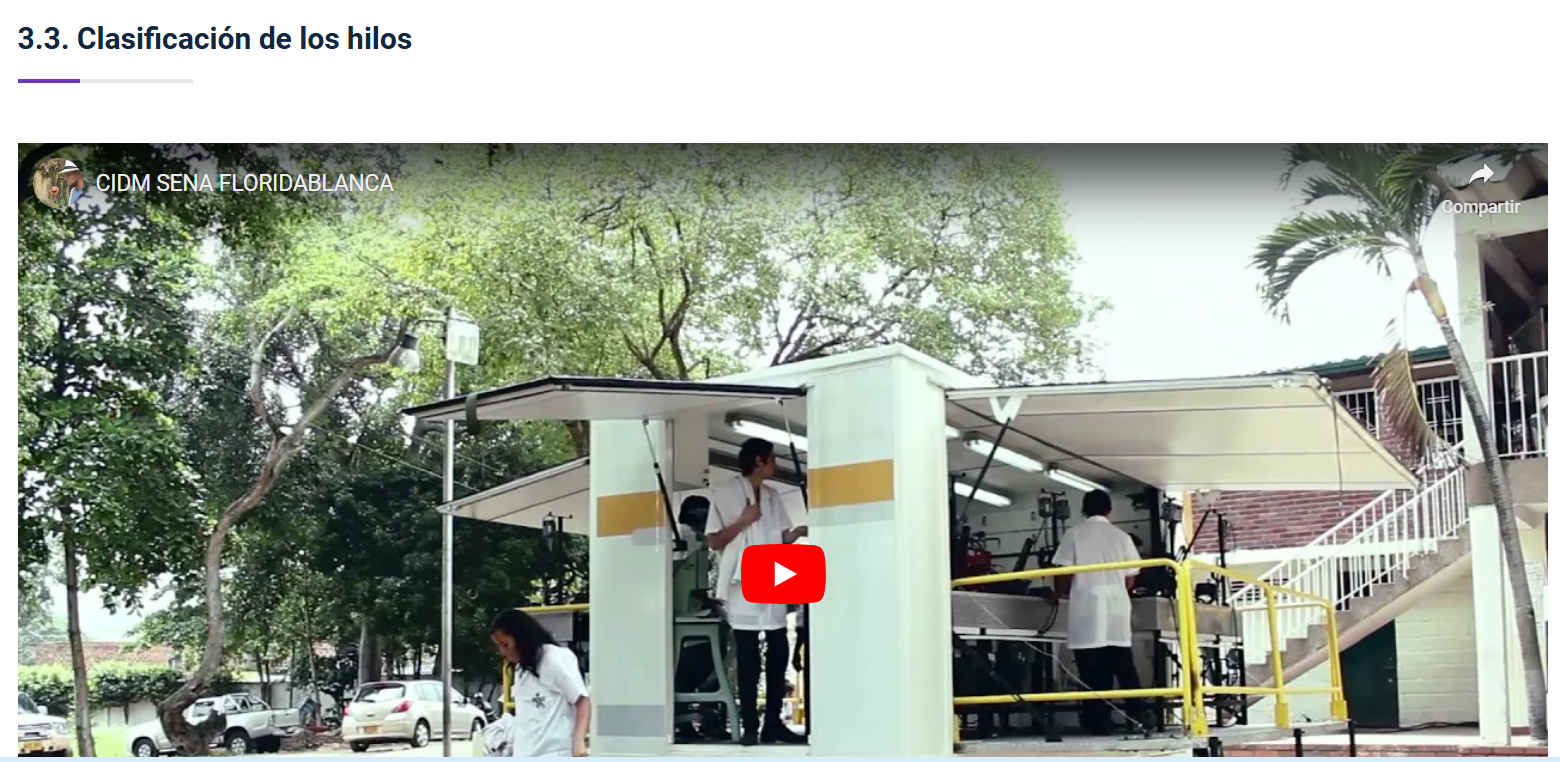 3.3. Clasificación de los hilos
CIDM SENA FLORIDABLANCA
Compartir